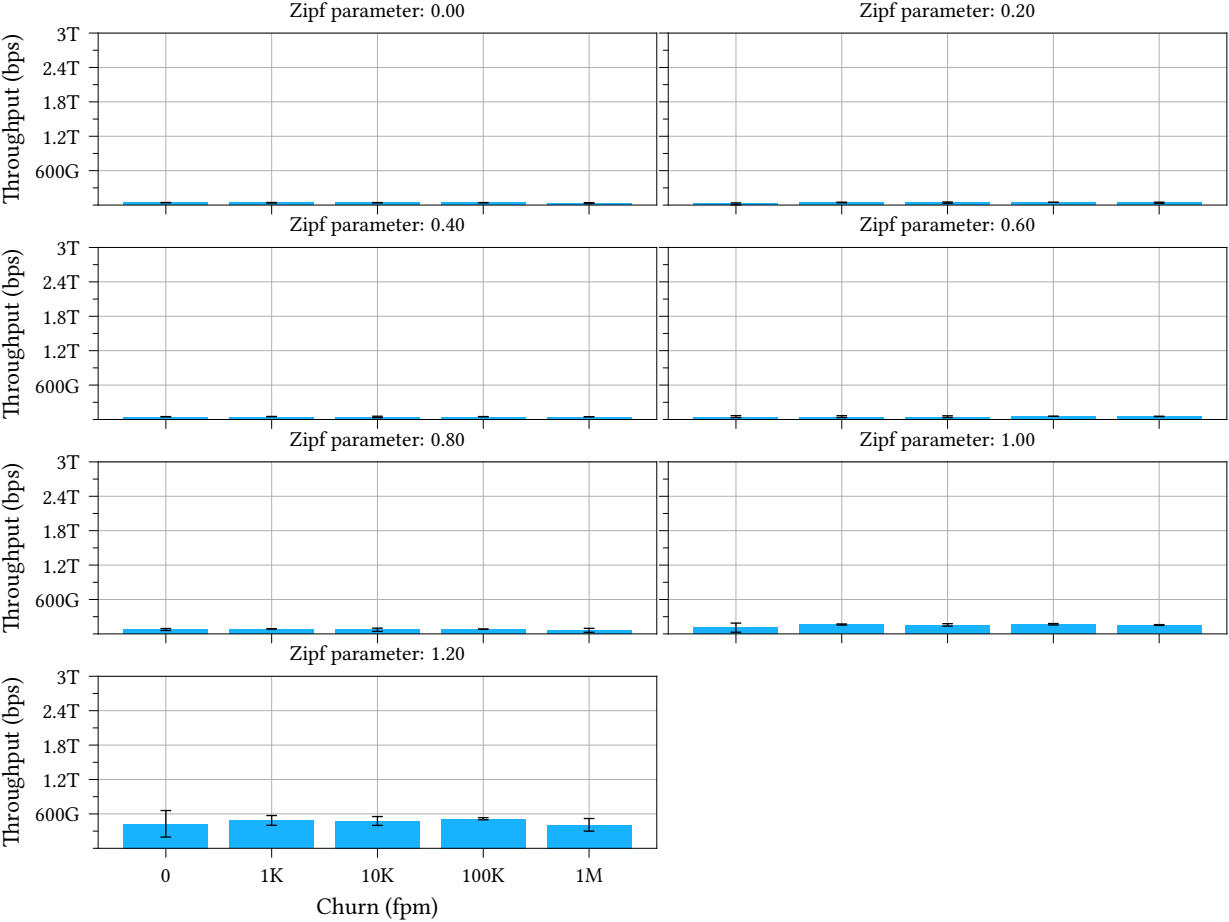 Zipf parameter: 0.00
Zipf parameter: 0.20
Throughput (bps)
3T
2.4T
1.8T
1.2T
600G
Zipf parameter: 0.40
Zipf parameter: 0.60
Throughput (bps)
3T
2.4T
1.8T
1.2T
600G
Zipf parameter: 0.80
Zipf parameter: 1.00
Throughput (bps)
3T
2.4T
1.8T
1.2T
600G
Zipf parameter: 1.20
Throughput (bps)
3T
2.4T
1.8T
1.2T
600G
0 1K 10K 100K 1M
Churn (fpm)